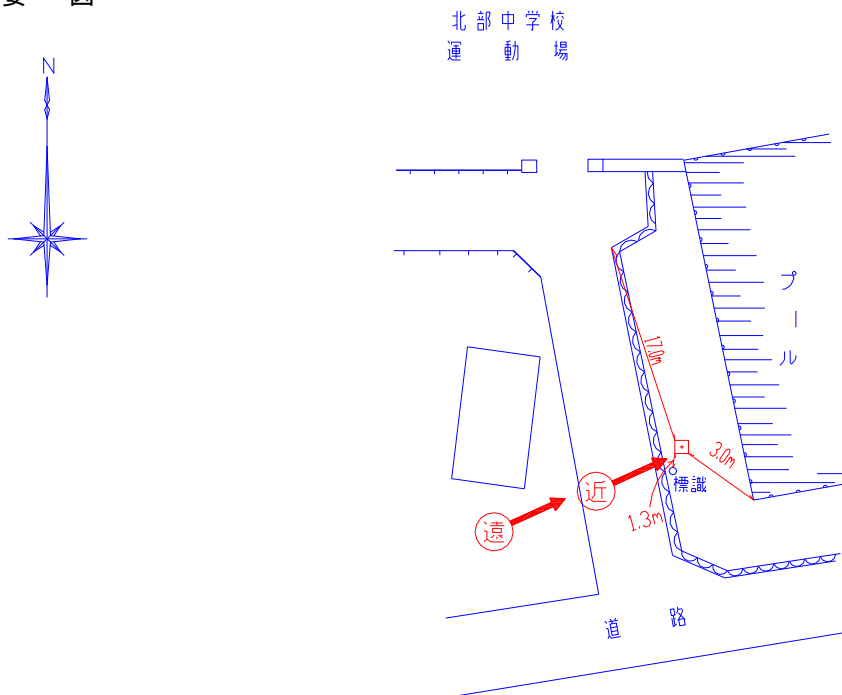 要 図
北部中学校
運動場
N
プール
17.0m
3.0m
近
標識
遠
1.3m
道路